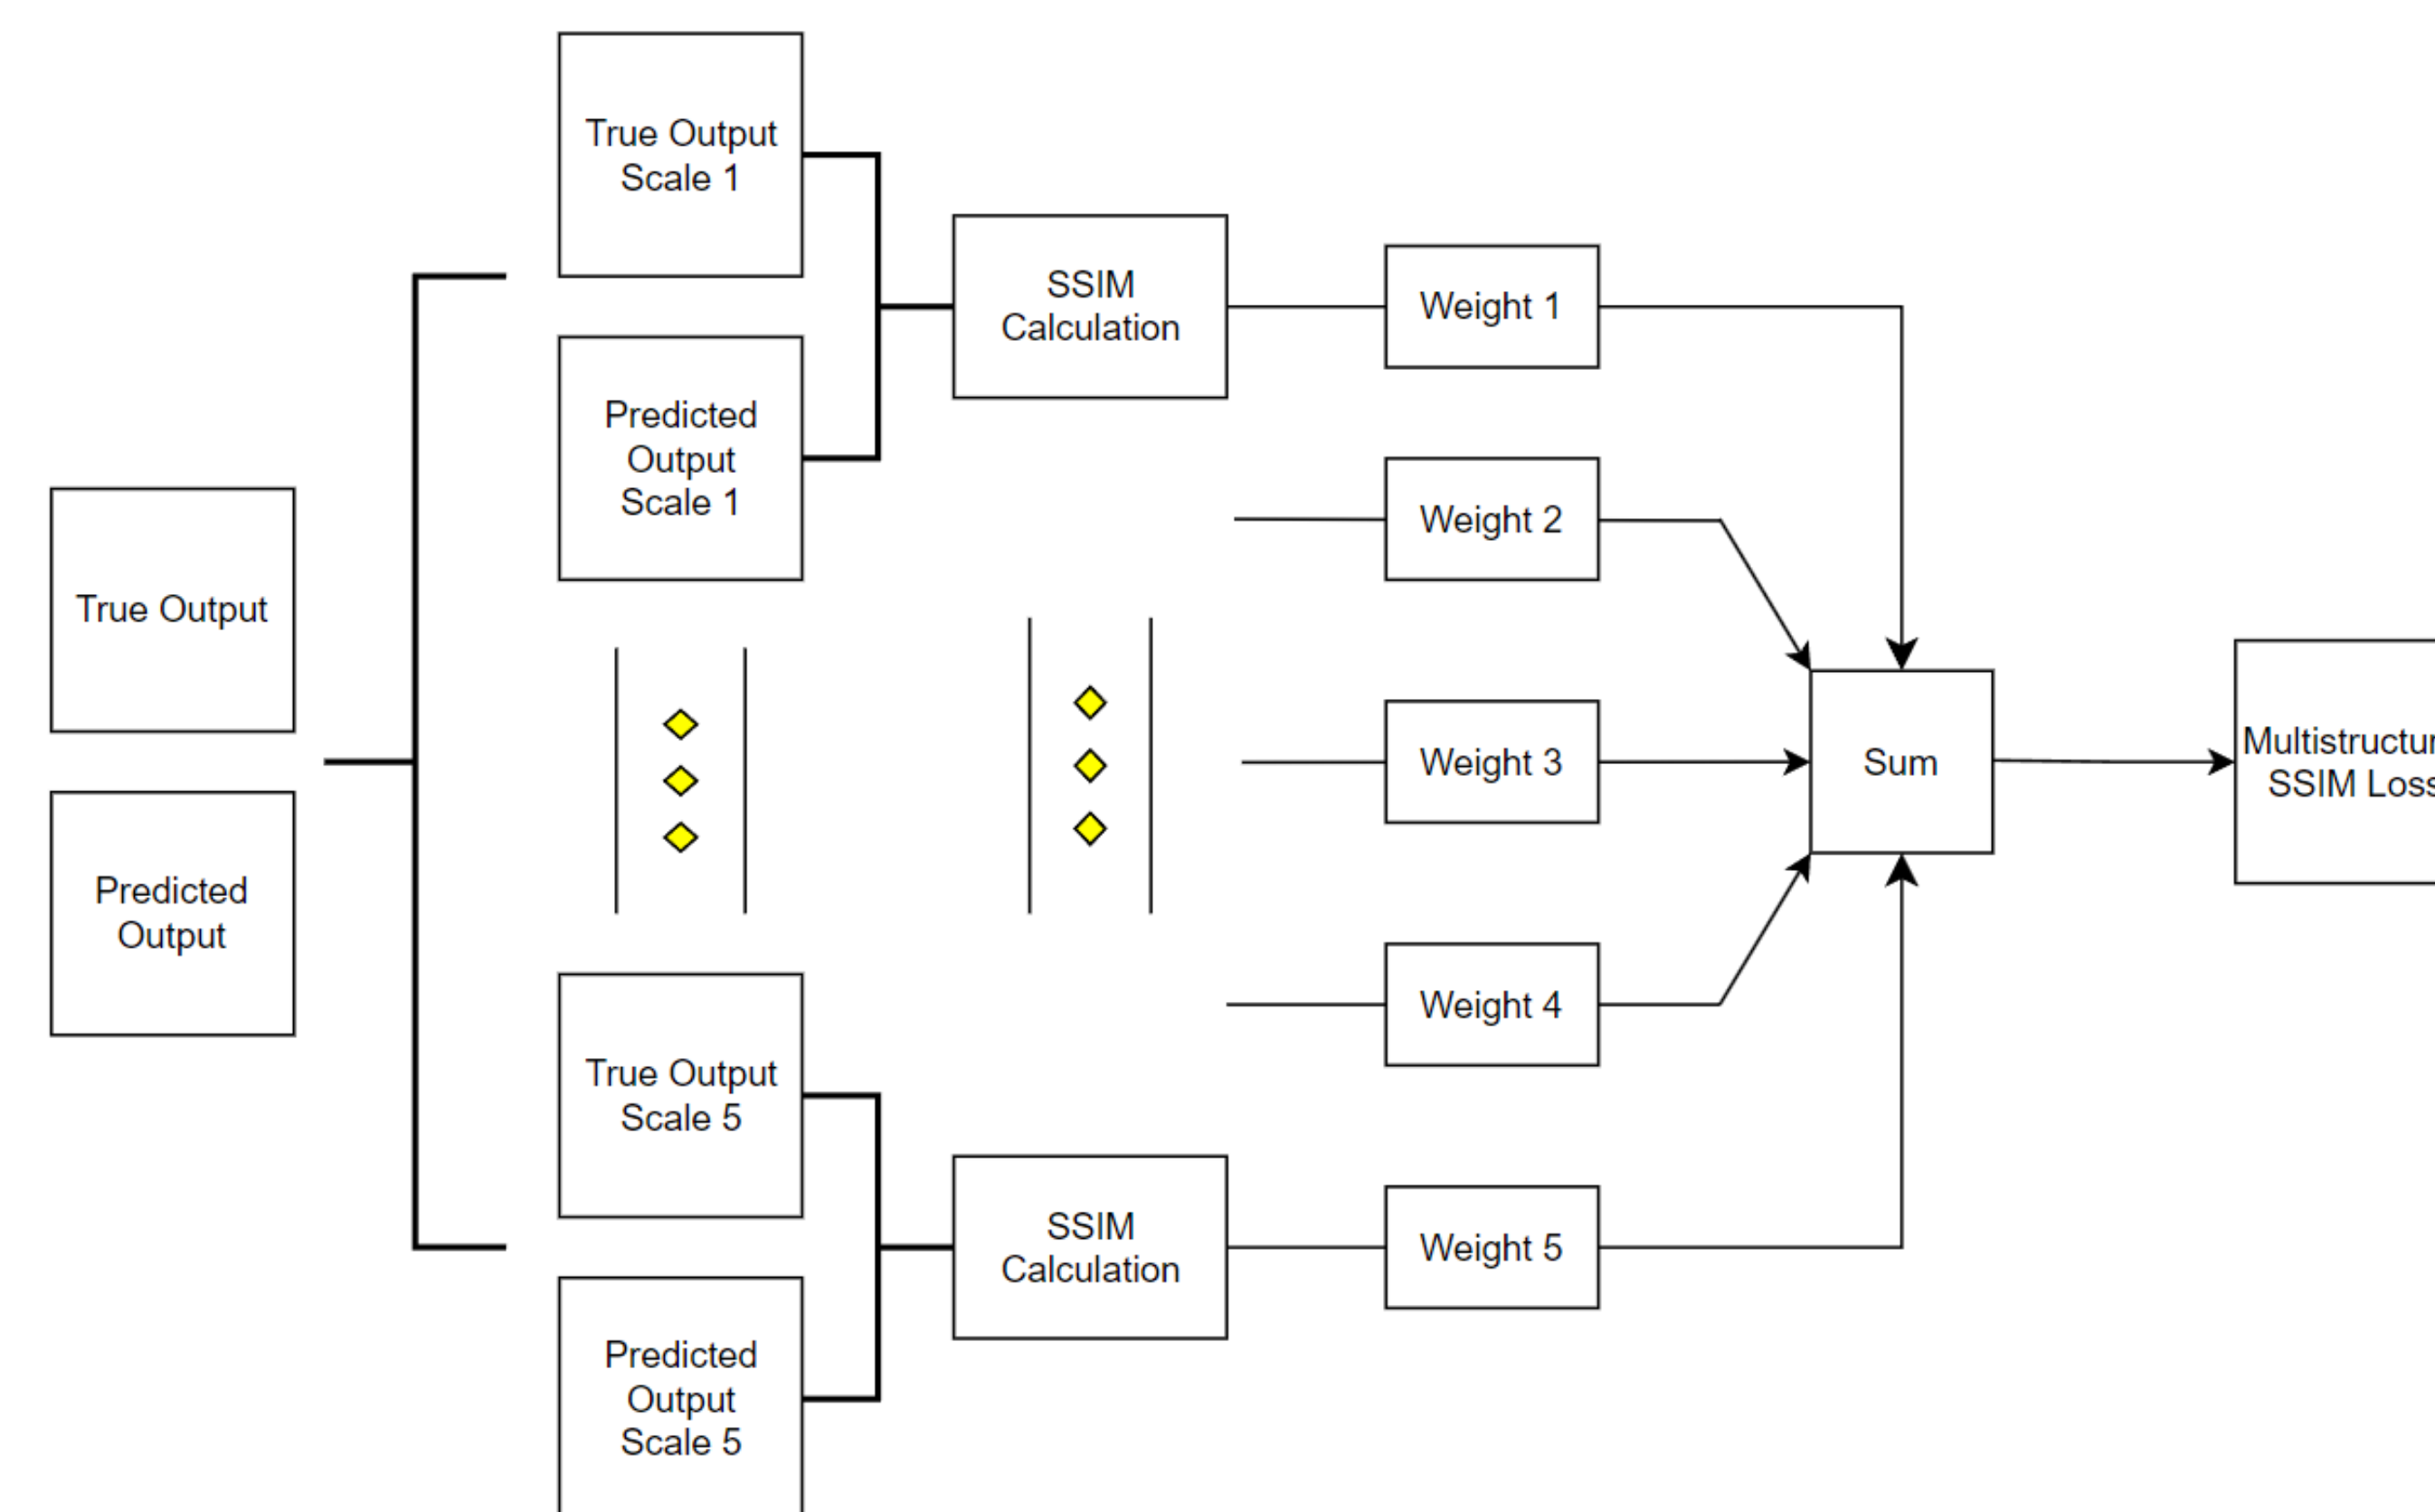 True Output
Predicted
Output
True Output
Scale 1
Predicted
Output
Scale 1
True Output
Scale 5
Predicted
Output
Scale 5
SSIM
Calculation
SSIM
Calculation
Weight 1
Weight 2
Weight 3
Weight 4
Weight 5
Sum
SSIM